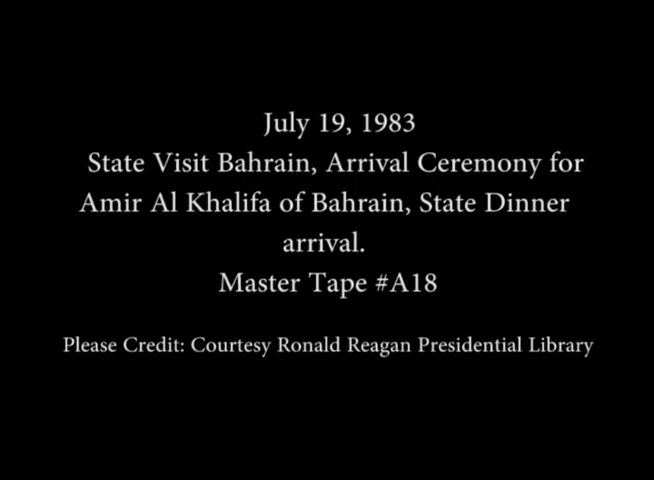 July 19, 1983
State Visit Bahrain, Arrival Ceremony for
Amir Al Khalifa of Bahrain, State Dinner
arrival.
Master Tape #A18
Please Credit: Courtesy Ronald Reagan Presidential Library